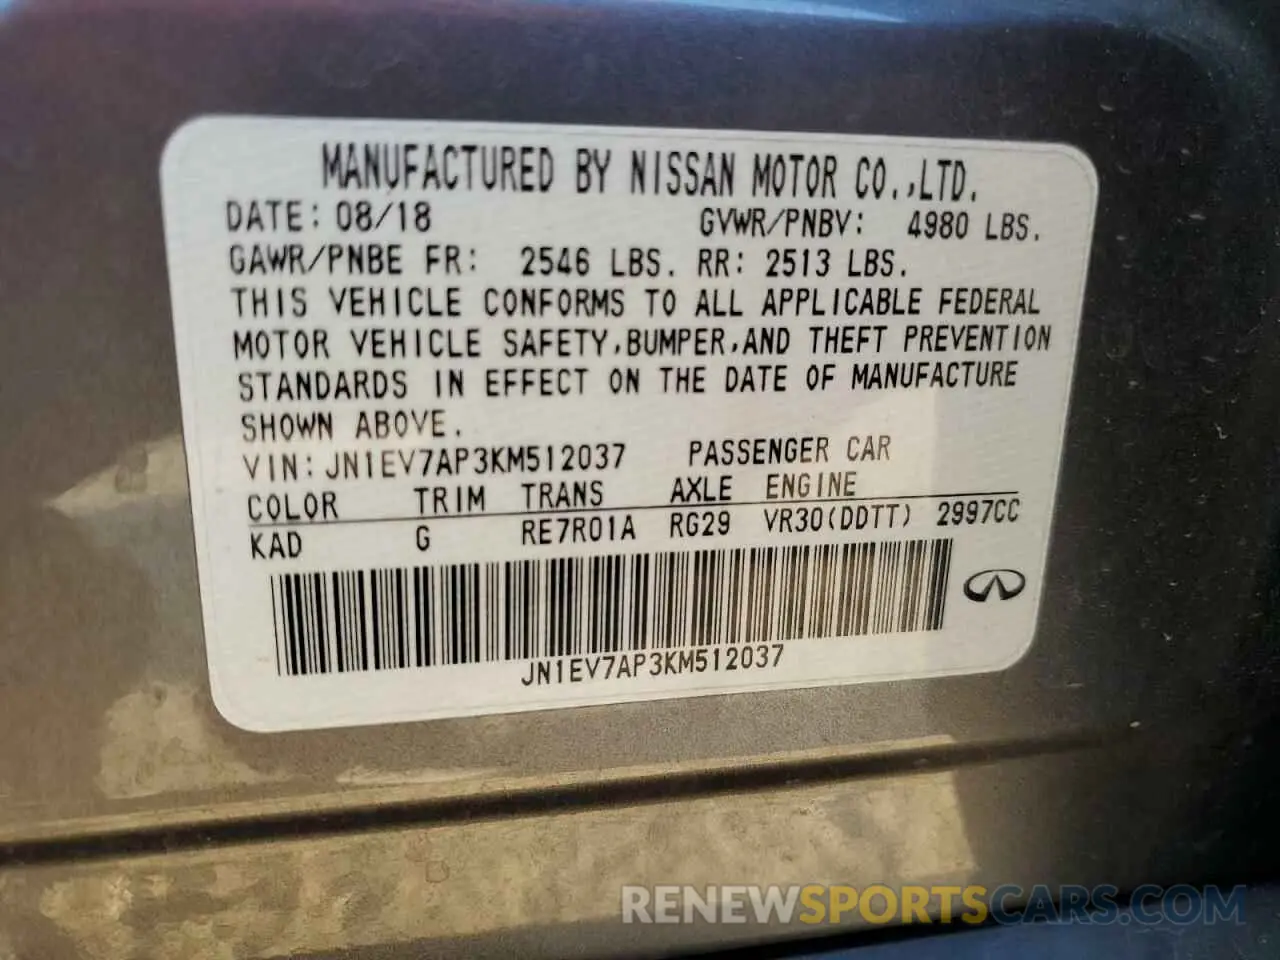 MANUFACTURED BY NISSAN MOTOR CO.,LTD.
DATE: 08/18 GVWR/PNBV: 4980 LBS.
GAWR/PNBE FR: 2546 LBS. RR: 2513 LBS.
THIS VEHICLE CONFORMS TO ALL APPLICABLE FEDERAL
MOTOR VEHICLE SAFETY,BUMPER,AND THEFT PREVENTION
STANDARDS IN EFFECT ON THE DATE OF MANUFACTURE
SHOWN ABOVE.
VIN: JN1EV7AP3KM512037 PASSENGER CAR
COLOR TRIM TRANS AXLE ENGINE
KAD G RE7R01A RG29 VR30(DDTT) 2997CC
JN1EV7AP3KM512037
RENEWSPORTSCARS.COM